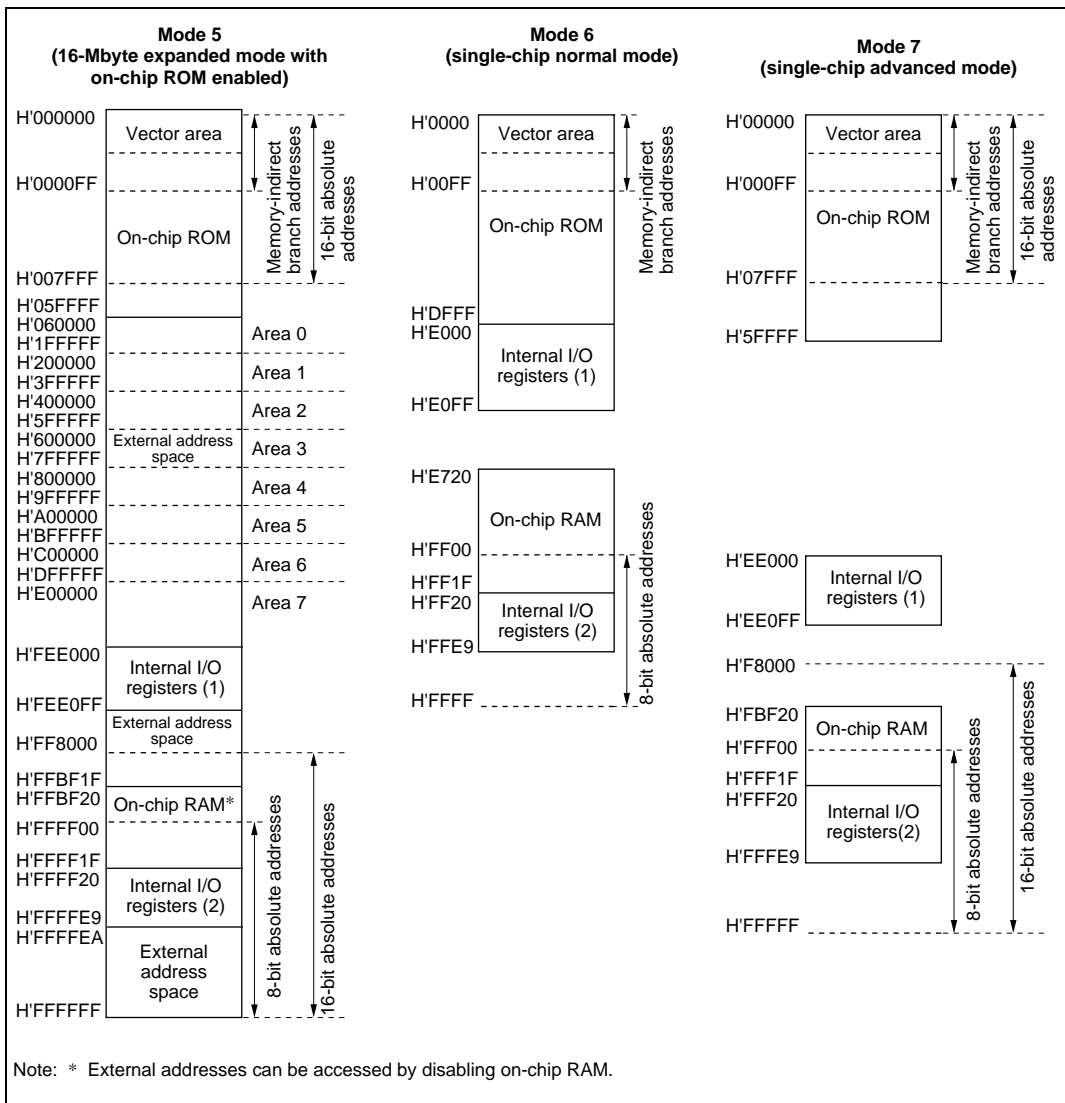 Mode 5
(16-Mbyte expanded mode with
on-chip ROM enabled)
H'000000
Vector area
H'0000FF
On-chip ROM
H'007FFF
H'05FFFF
H'060000
Area 0
H'1FFFFF
H'200000
Area 1
H'3FFFFF
H'400000
Area 2
H'5FFFFF
H'600000
External address
space
Area 3
H'7FFFFF
H'800000
Area 4
H'9FFFFF
H'A00000
Area 5
H'BFFFFF
H'C00000
Area 6
H'DFFFFF
H'E00000
Area 7
H'FEE000
Internal I/O
registers (1)
H'FEE0FF
External address
space
H'FF8000
H'FFBF1F
H'FFBF20
On-chip RAM*
H'FFFF00
H'FFFF1F
H'FFFF20
Internal I/O
registers (2)
H'FFFFE9
H'FFFFEA
External
address
space
H'FFFFFF
Memory-indirect
branch addresses
16-bit absolute
addresses
8-bit absolute addresses
16-bit absolute addresses
Mode 6
(single-chip normal mode)
H'0000
Vector area
H'00FF
On-chip ROM
H'DFFF
H'E000
Internal I/O
registers (1)
H'E0FF
H'E720
On-chip RAM
H'FF00
H'FF1F
H'FF20
Internal I/O
registers (2)
H'FFE9
H'FFFF
Memory-indirect
branch addresses
8-bit absolute addresses
Mode 7
(single-chip advanced mode)
H'00000
Vector area
H'000FF
On-chip ROM
H'07FFF
H'5FFFF
H'EE000
Internal I/O
registers (1)
H'EE0FF
H'F8000
H'FBF20
On-chip RAM
H'FFF00
H'FFF1F
H'FFF20
Internal I/O
registers(2)
H'FFFE9
H'FFFFF
Memory-indirect
branch addresses
16-bit absolute
addresses
8-bit absolute addresses
16-bit absolute addresses
Note: * External addresses can be accessed by disabling on-chip RAM.